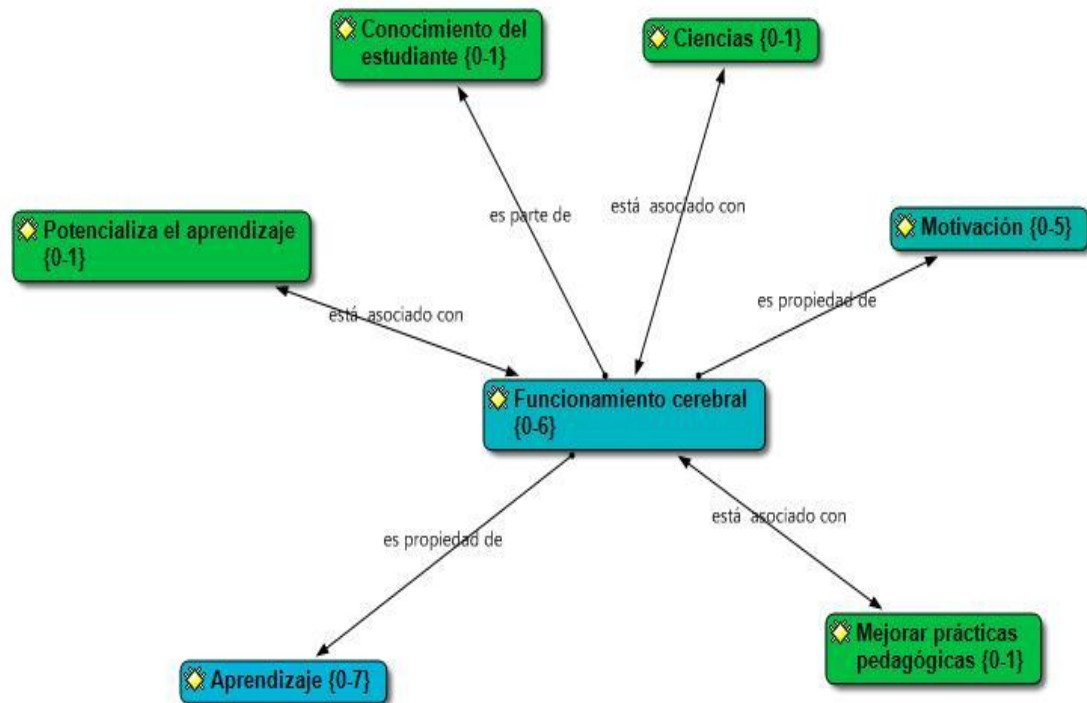 Conocimiento del
estudiante {0-1}
Ciencias {0-1}
es parte de
está asociado con
Potencializa el aprendizaje
{0-1}
Motivación {0-5}
es propiedad de
está asociado con
Funcionamiento cerebral
{0-6}
está asociado con
es propiedad de
Mejorar prácticas
pedagógicas {0-1}
Aprendizaje {0-7}